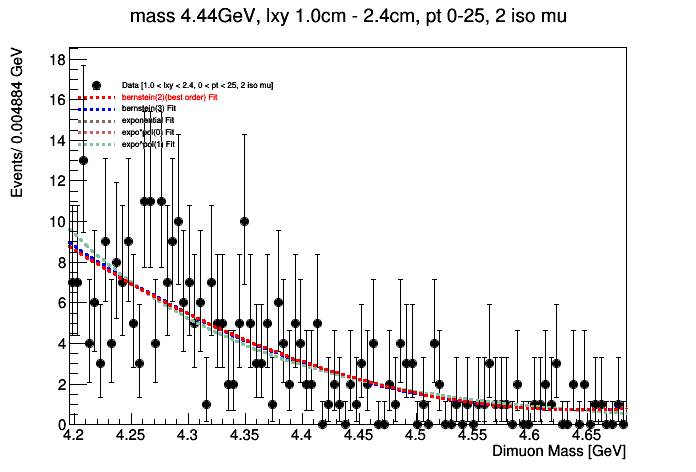 mass 4.44GeV, lxy 1.0cm - 2.4cm, pt 0-25, 2 iso mu
Events/ 0.004884 GeV
18
16
14
12
10
8
6
4
2
0
Data [1.0 < lxy < 2.4, 0 < pt < 25, 2 iso mu]
bernstein(2)(best order) Fit
bernstein(3) Fit
exponential Fit
expo*pol(0) Fit
expo*pol(1) Fit
4.2 4.25 4.3 4.35 4.4 4.45 4.5 4.55 4.6 4.65
Dimuon Mass [GeV]